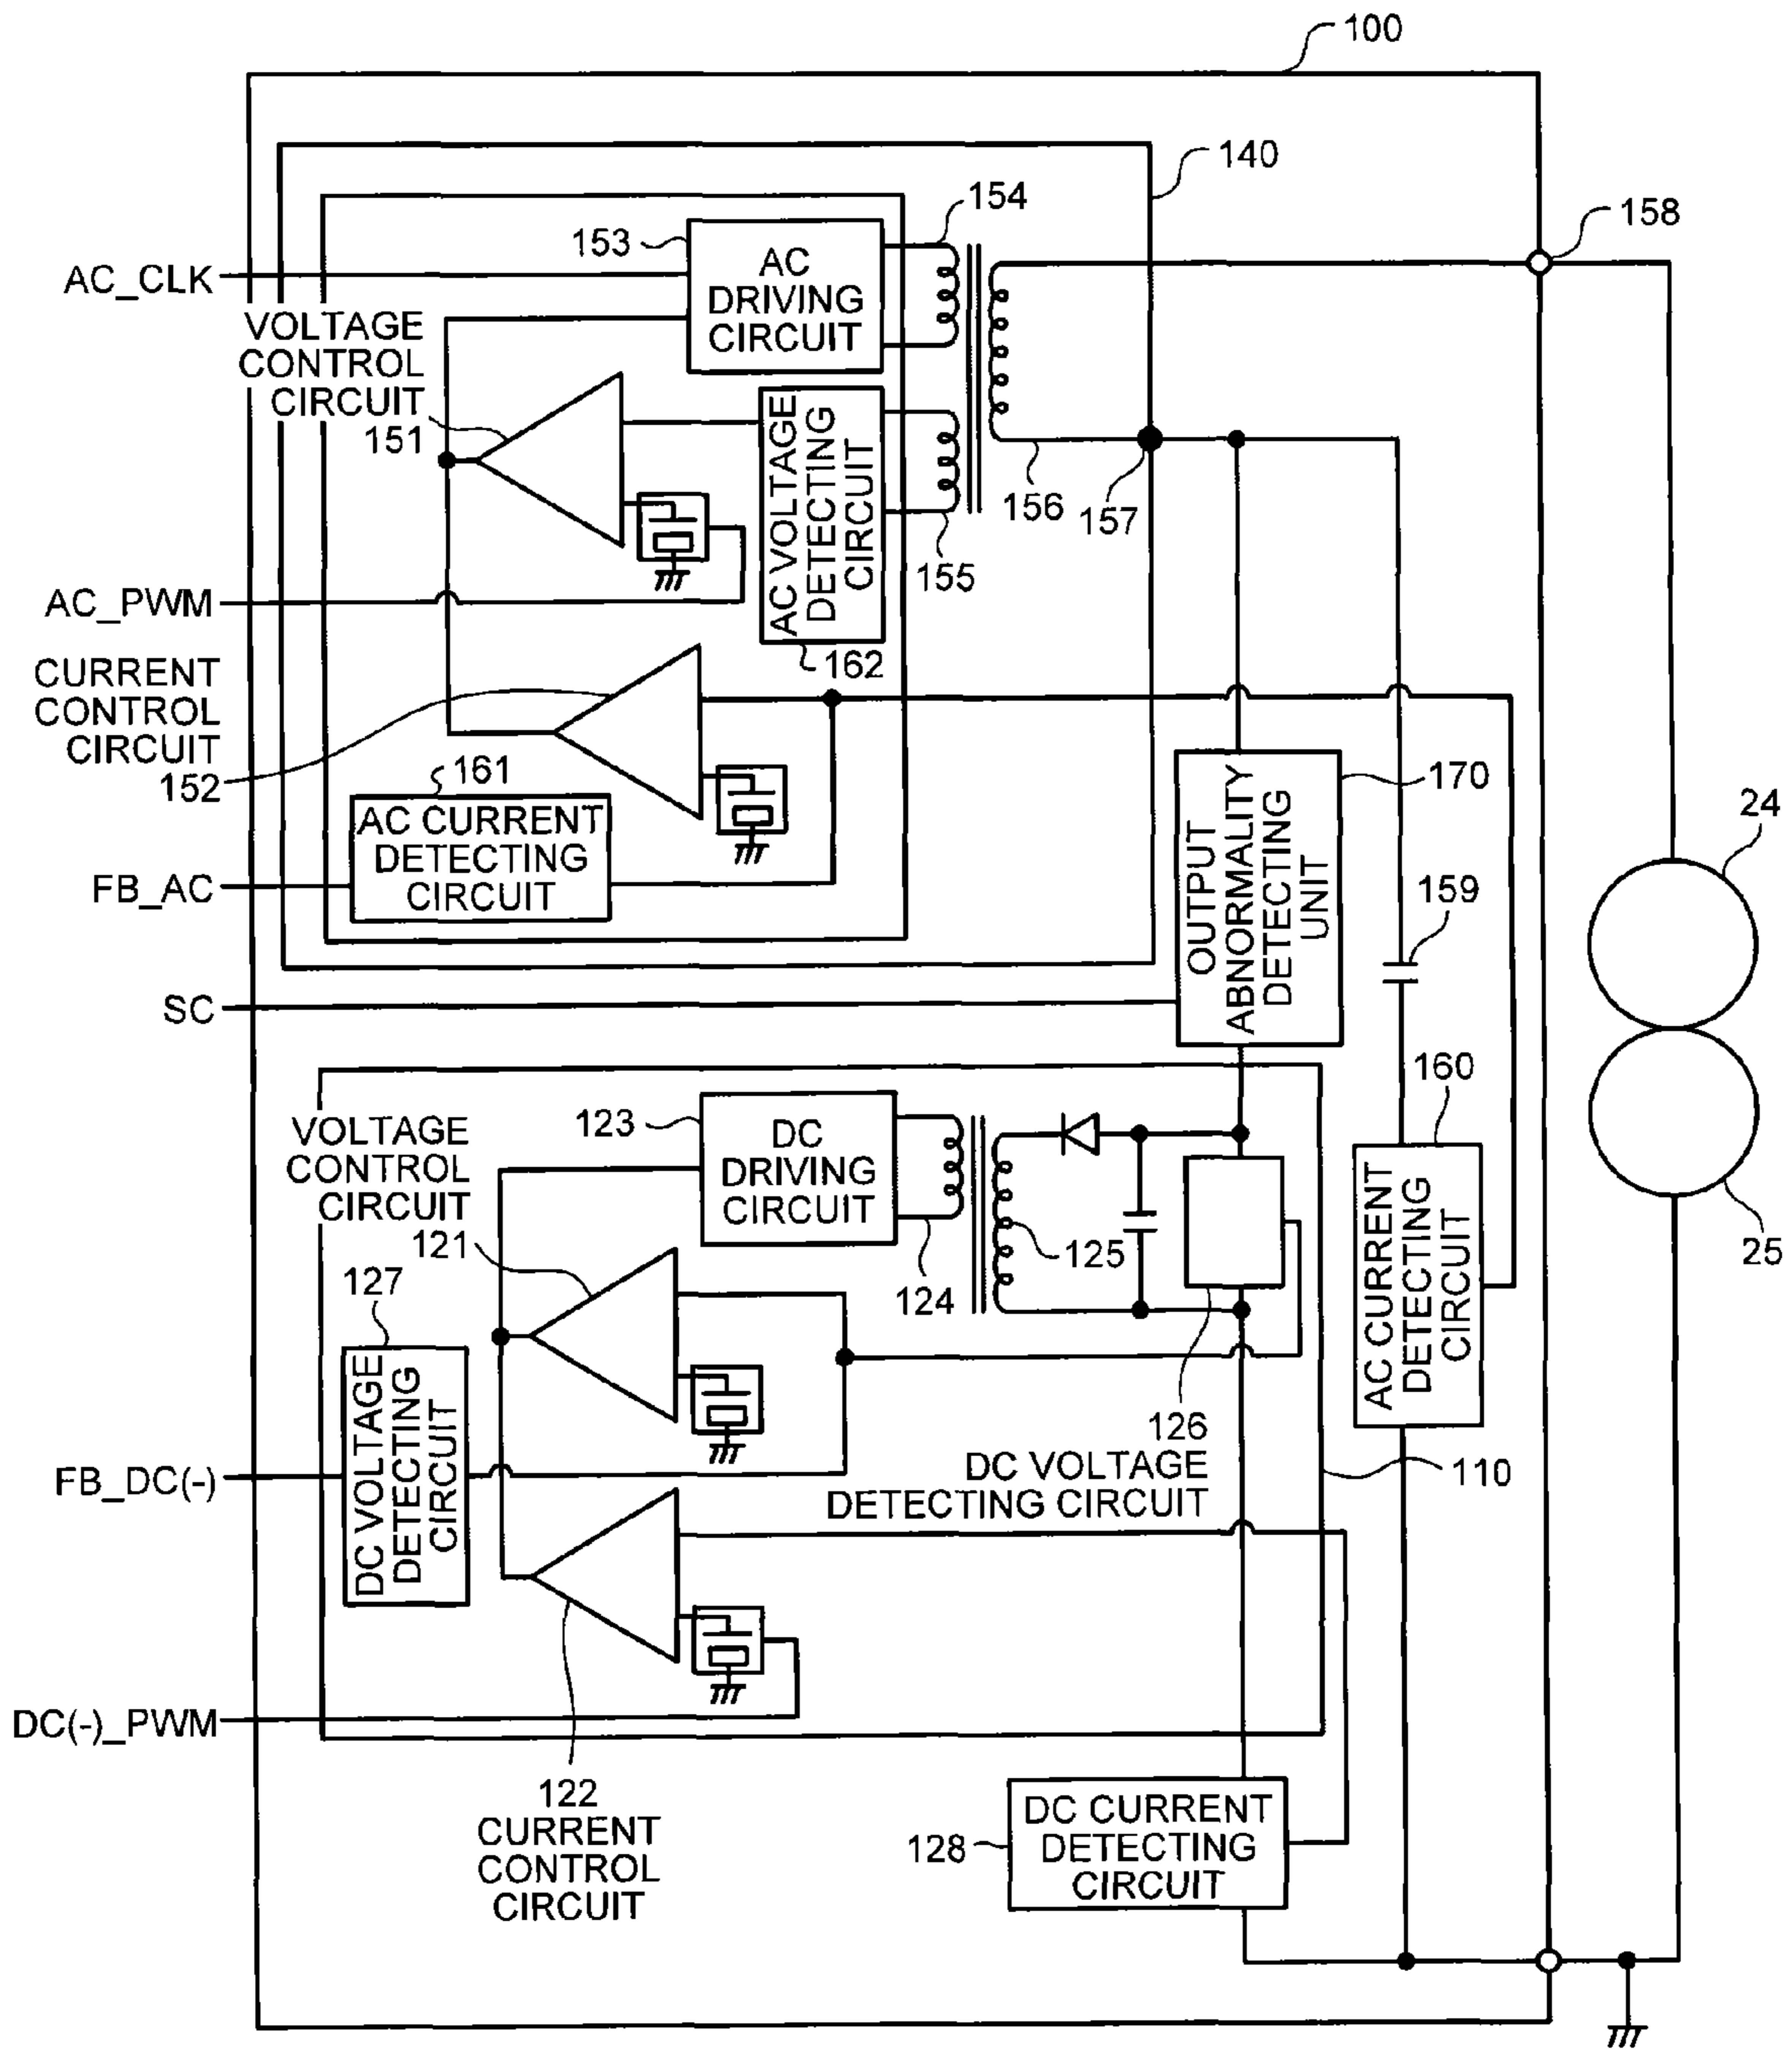 100
140
154
158
153
AC
DRIVING
CIRCUIT
AC_CLK
VOLTAGE
CONTROL
CIRCUIT
151
AC VOLTAGE
DETECTING
CIRCUIT
156
157
155
162
AC_PWM
CURRENT
CONTROL
CIRCUIT
152
161
AC CURRENT
DETECTING
CIRCUIT
FB_AC
OUTPUT
ABNORMALITY
DETECTING
UNIT
170
159
24
25
SC
160
AC CURRENT
DETECTING
CIRCUIT
VOLTAGE
CONTROL
CIRCUIT
121
123
DC
DRIVING
CIRCUIT
124
125
126
DC VOLTAGE
DETECTING CIRCUIT
110
127
DC VOLTAGE
DETECTING
CIRCUIT
FB_DC(-)
DC(-)_PWM
122
CURRENT
CONTROL
CIRCUIT
128
DC CURRENT
DETECTING
CIRCUIT